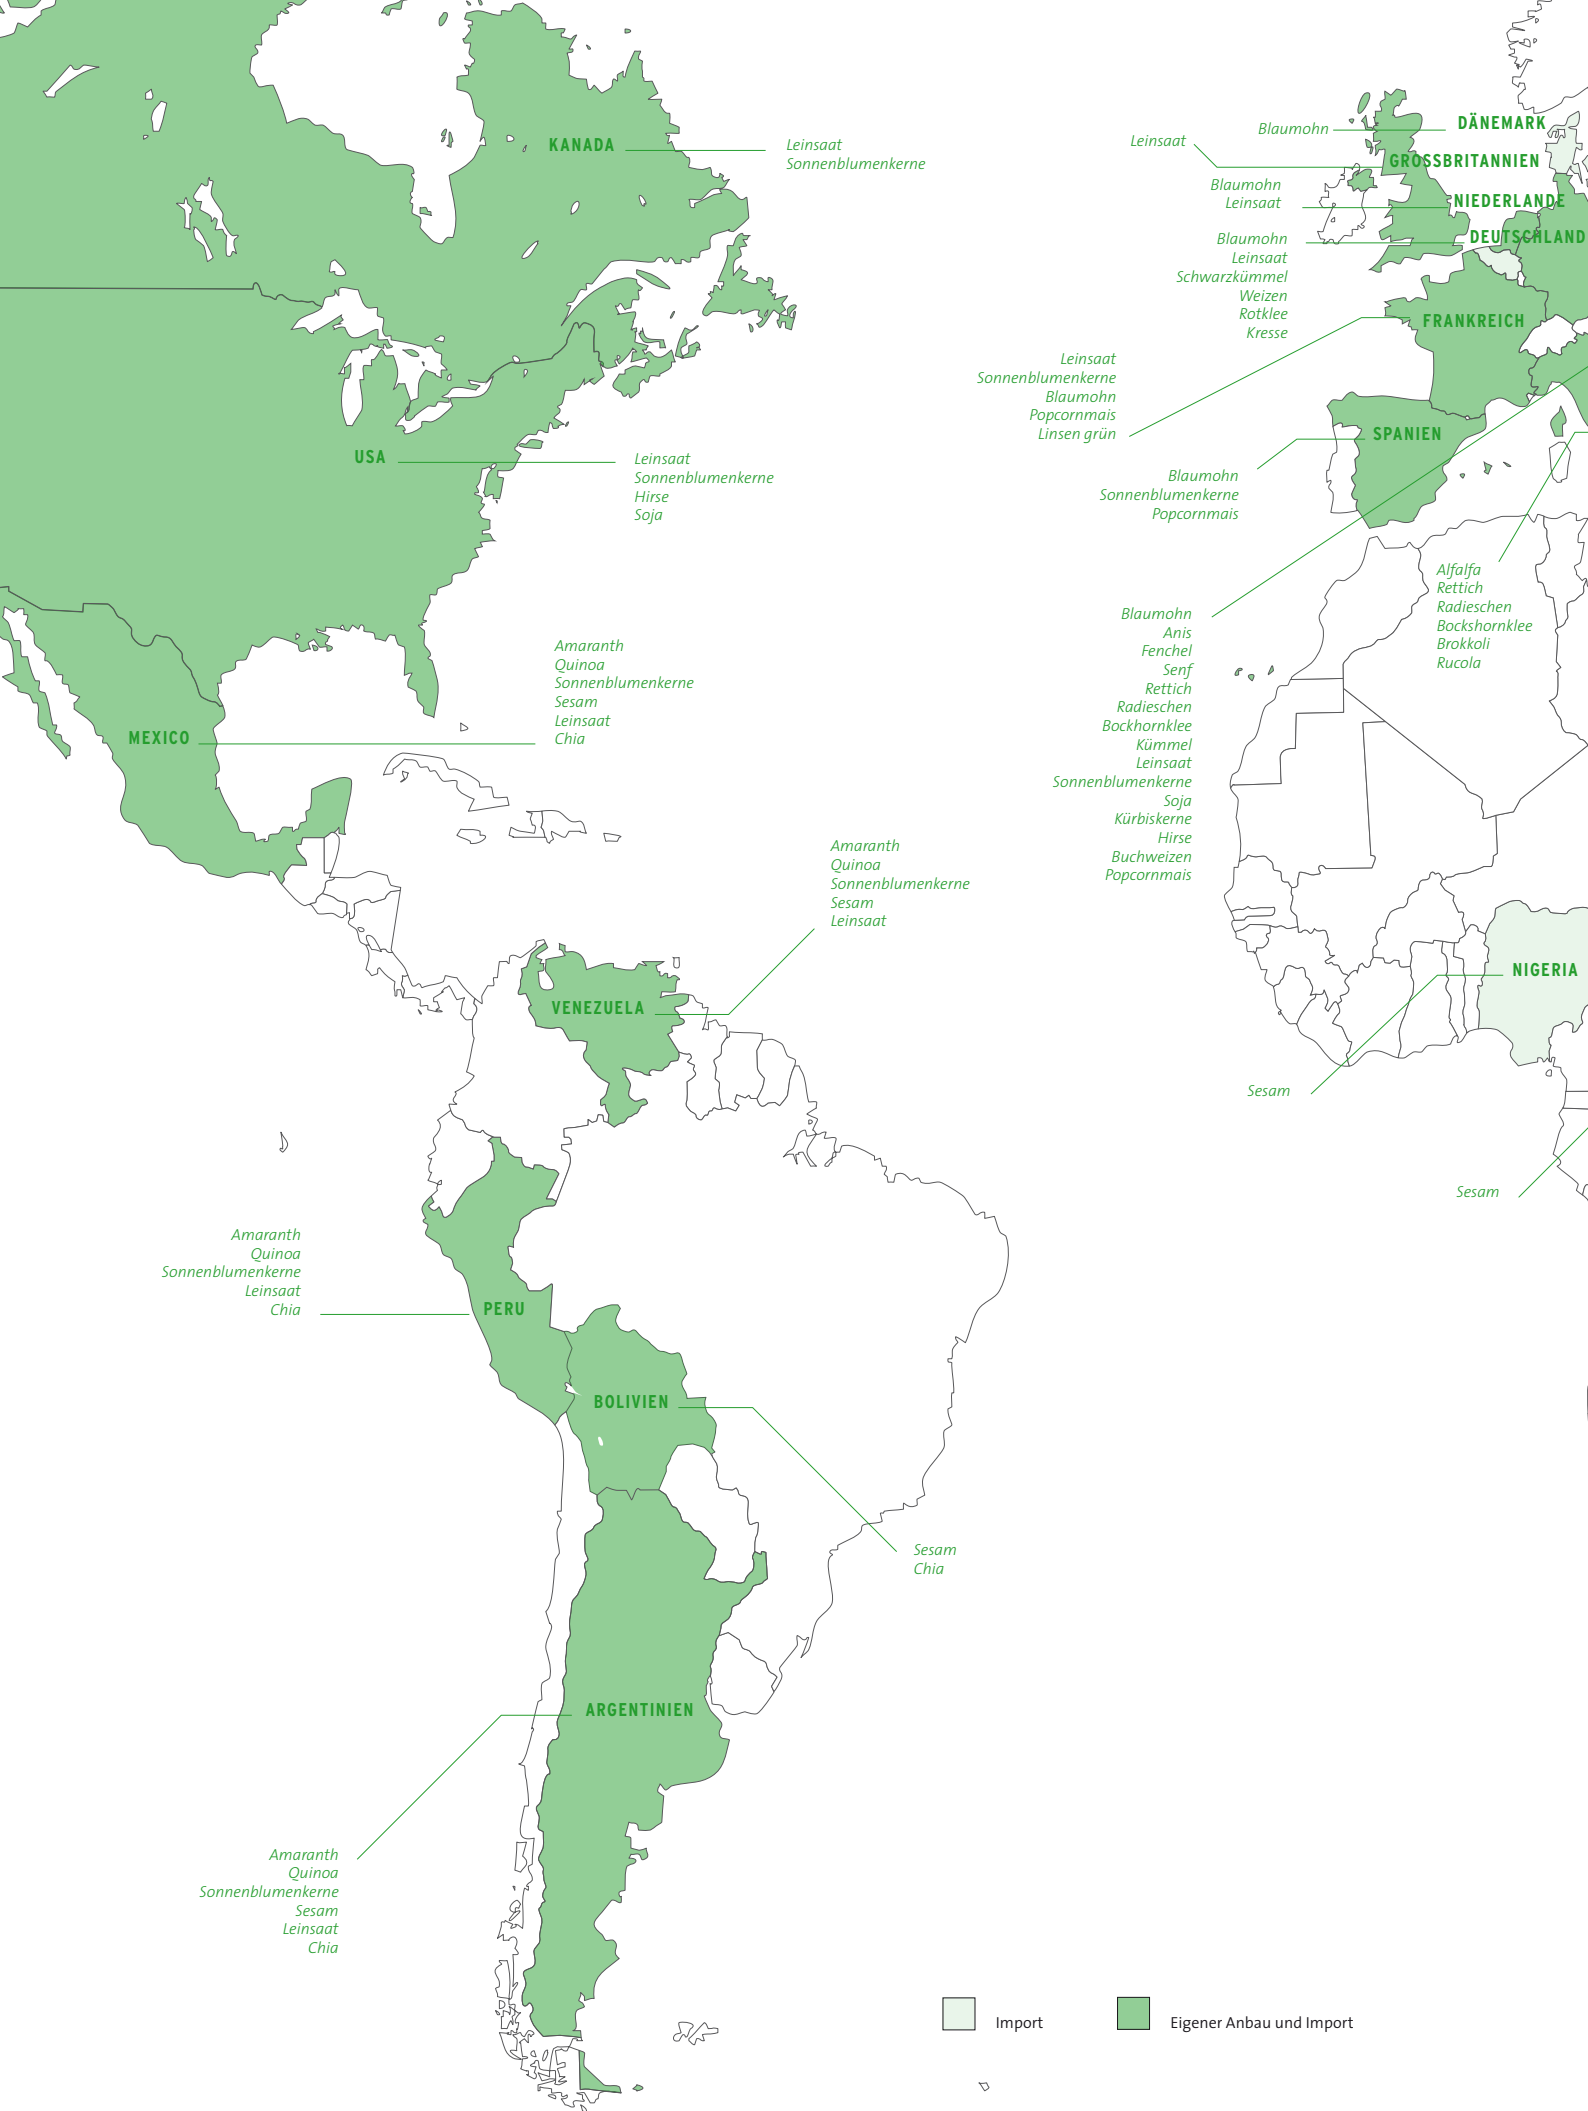 KANADA
Leinsaat
Sonnenblumenkerne
USA
Leinsaat
Sonnenblumenkerne
Hirse
Soja
MEXICO
Amaranth
Quinoa
Sonnenblumenkerne
Sesam
Leinsaat
Chia
VENEZUELA
Amaranth
Quinoa
Sonnenblumenkerne
Sesam
Leinsaat
PERU
Amaranth
Quinoa
Sonnenblumenkerne
Leinsaat
Chia
BOLIVIEN
Sesam
Chia
ARGENTINIEN
Amaranth
Quinoa
Sonnenblumenkerne
Sesam
Leinsaat
Chia
DÄNEMARK
Blaumohn
GROSSBRITANNIEN
Leinsaat
NIEDERLANDE
Blaumohn
Leinsaat
DEUTSCHLAND
Blaumohn
Leinsaat
Schwarzkümmel
Weizen
Rotklee
Kresse
FRANKREICH
Leinsaat
Sonnenblumenkerne
Blaumohn
Popcornmais
Linsen grün
SPANIEN
Blaumohn
Sonnenblumenkerne
Popcornmais
Alfalfa
Rettich
Radieschen
Bockshornklee
Brokkoli
Rucola
Blaumohn
Anis
Fenchel
Senf
Rettich
Radieschen
Bockhornklee
Kümmel
Leinsaat
Sonnenblumenkerne
Soja
Kürbiskerne
Hirse
Buchweizen
Popcornmais
NIGERIA
Sesam
Sesam
Import
Eigener Anbau und Import